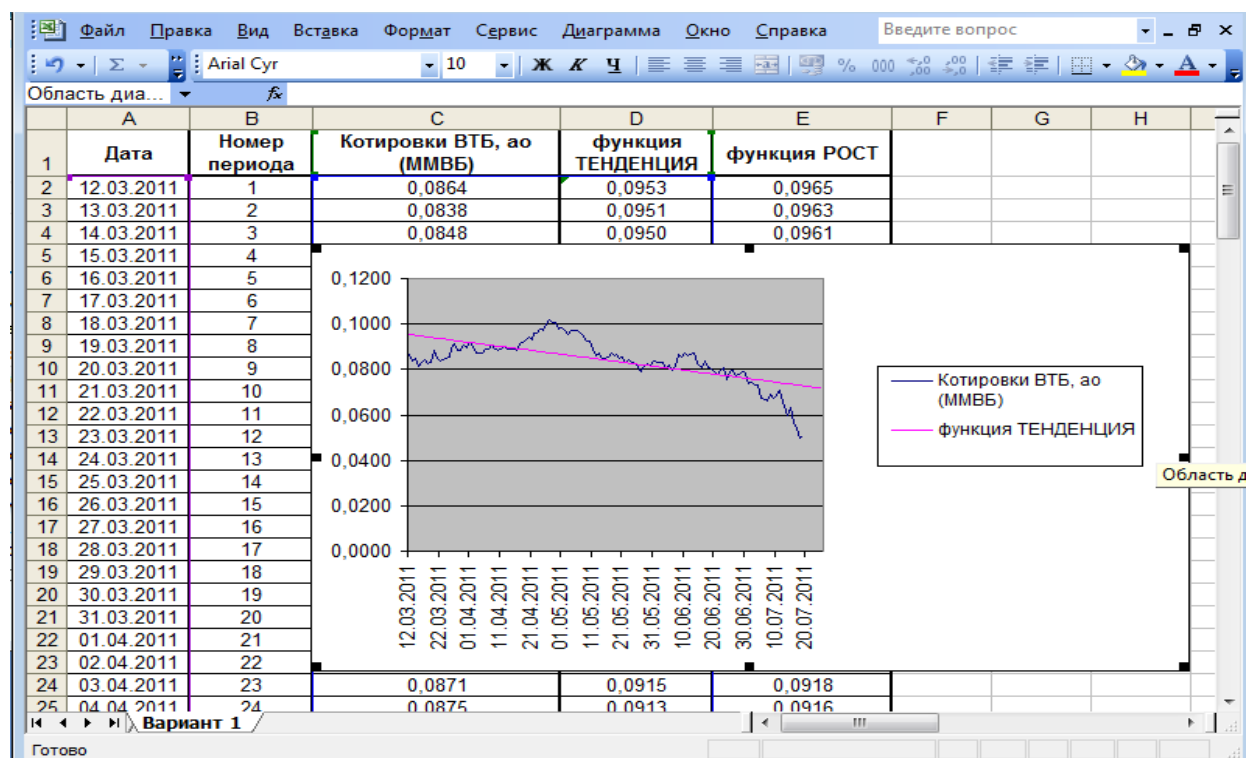 Файл Правка Вид Вставка Формат Сервис Диаграмма Окно Справка Введите вопрос
Arial Cyr 10 Ж К Ч % 000
Область диа... fx
A B C D E F G H
1 Дата Номер периода Котировки ВТБ, ао (ММВБ) функция ТЕНДЕНЦИЯ функция РОСТ
2 12.03.2011 1 0,0864 0,0953 0,0965
3 13.03.2011 2 0,0838 0,0951 0,0963
4 14.03.2011 3 0,0848 0,0950 0,0961
5 15.03.2011 4
6 16.03.2011 5
7 17.03.2011 6
8 18.03.2011 7
9 19.03.2011 8
10 20.03.2011 9
11 21.03.2011 10
12 22.03.2011 11
13 23.03.2011 12
14 24.03.2011 13
15 25.03.2011 14
16 26.03.2011 15
17 27.03.2011 16
18 28.03.2011 17
19 29.03.2011 18
20 30.03.2011 19
21 31.03.2011 20
22 01.04.2011 21
23 02.04.2011 22
24 03.04.2011 23 0,0871 0,0915 0,0918
25 04.04.2011 24 0,0875 0,0913 0,0916
0,1200
0,1000
0,0800
0,0600
0,0400
0,0200
0,0000
12.03.2011
22.03.2011
01.04.2011
11.04.2011
21.04.2011
01.05.2011
11.05.2011
21.05.2011
31.05.2011
10.06.2011
20.06.2011
30.06.2011
10.07.2011
20.07.2011
Котировки ВТБ, ао
(ММВБ)
функция ТЕНДЕНЦИЯ
Область д
Вариант 1
Готово